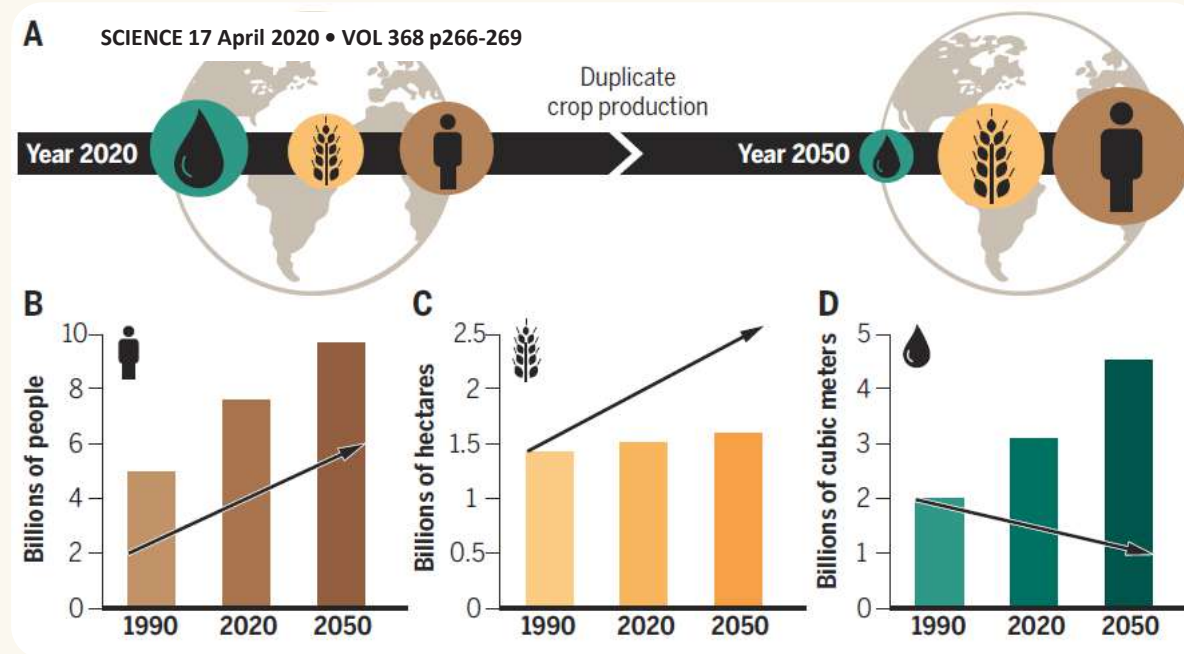 A
SCIENCE 17 April 2020 • VOL 368 p266-269
Duplicate
crop production
Year 2020
Year 2050
B
Billions of people
10
8
6
4
2
0
1990 2020 2050
C
Billions of hectares
2.5
2
1.5
1
0.5
0
1990 2020 2050
D
Billions of cubic meters
5
4
3
2
1
0
1990 2020 2050